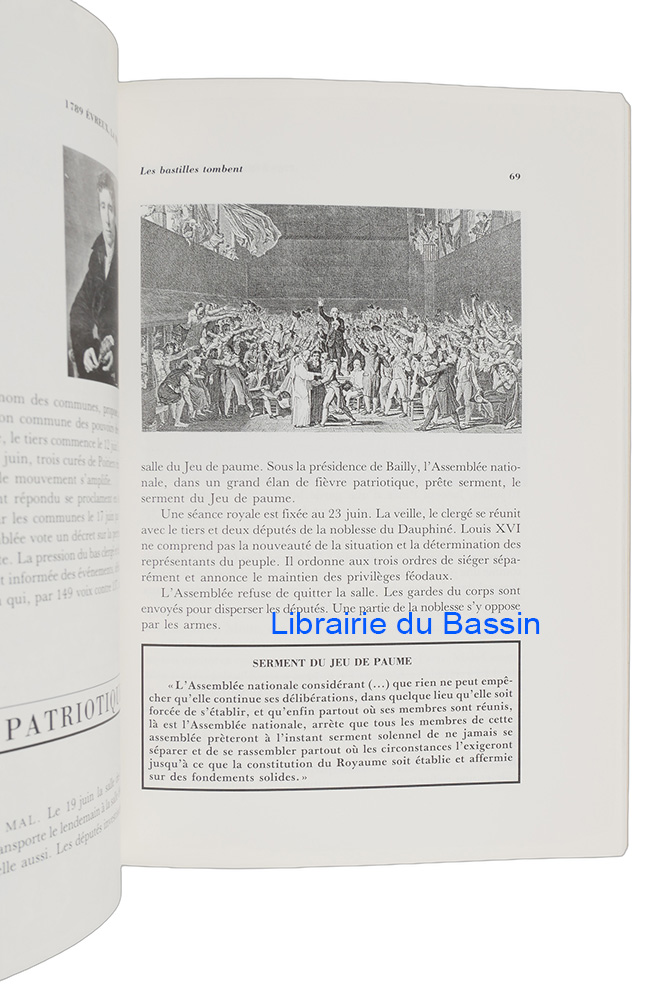 1789 ÉVREUX,
nom des communes,
commune des pouvoirs
, le tiers commence le 12
juin, trois curés de
le mouvement s'amplifie.
nt répondu se proclament
r les communes le 17 juin
blée vote un décret sur la
te. La pression du bas clergé
t informée des événements
n qui, par 149 voix contre
PATRIOTIQU
MAL. Le 19 juin la salle
ansporte le lendemain à la salle
elle aussi. Les députés
Les bastilles tombent
69
salle du Jeu de paume. Sous la présidence de Bailly, l'Assemblée natio-
nale, dans un grand élan de fièvre patriotique, prête serment, le
serment du Jeu de paume.
Une séance royale est fixée au 23 juin. La veille, le clergé se réunit
avec le tiers et deux députés de la noblesse du Dauphiné. Louis XVI
ne comprend pas la nouveauté de la situation et la détermination des
représentants du peuple. Il ordonne aux trois ordres de siéger sépa-
rément et annonce le maintien des privilèges féodaux.
L'Assemblée refuse de quitter la salle. Les gardes du corps sont
envoyés pour disperser les députés. Une partie de la noblesse s'y oppose
par les armes.
Librairie du Bassin
SERMENT DU JEU DE PAUME
« L'Assemblée nationale considérant (...) que rien ne peut empê-
cher qu'elle continue ses délibérations, dans quelque lieu qu'elle soit
forcée de s'établir, et qu'enfin partout où ses membres sont réunis,
là est l'Assemblée nationale, arrête que tous les membres de cette
assemblée prèteront à l'instant serment solennel de ne jamais se
séparer et de se rassembler partout où les circonstances l'exigeront
jusqu'à ce que la constitution du Royaume soit établie et affermie
sur des fondements solides. »